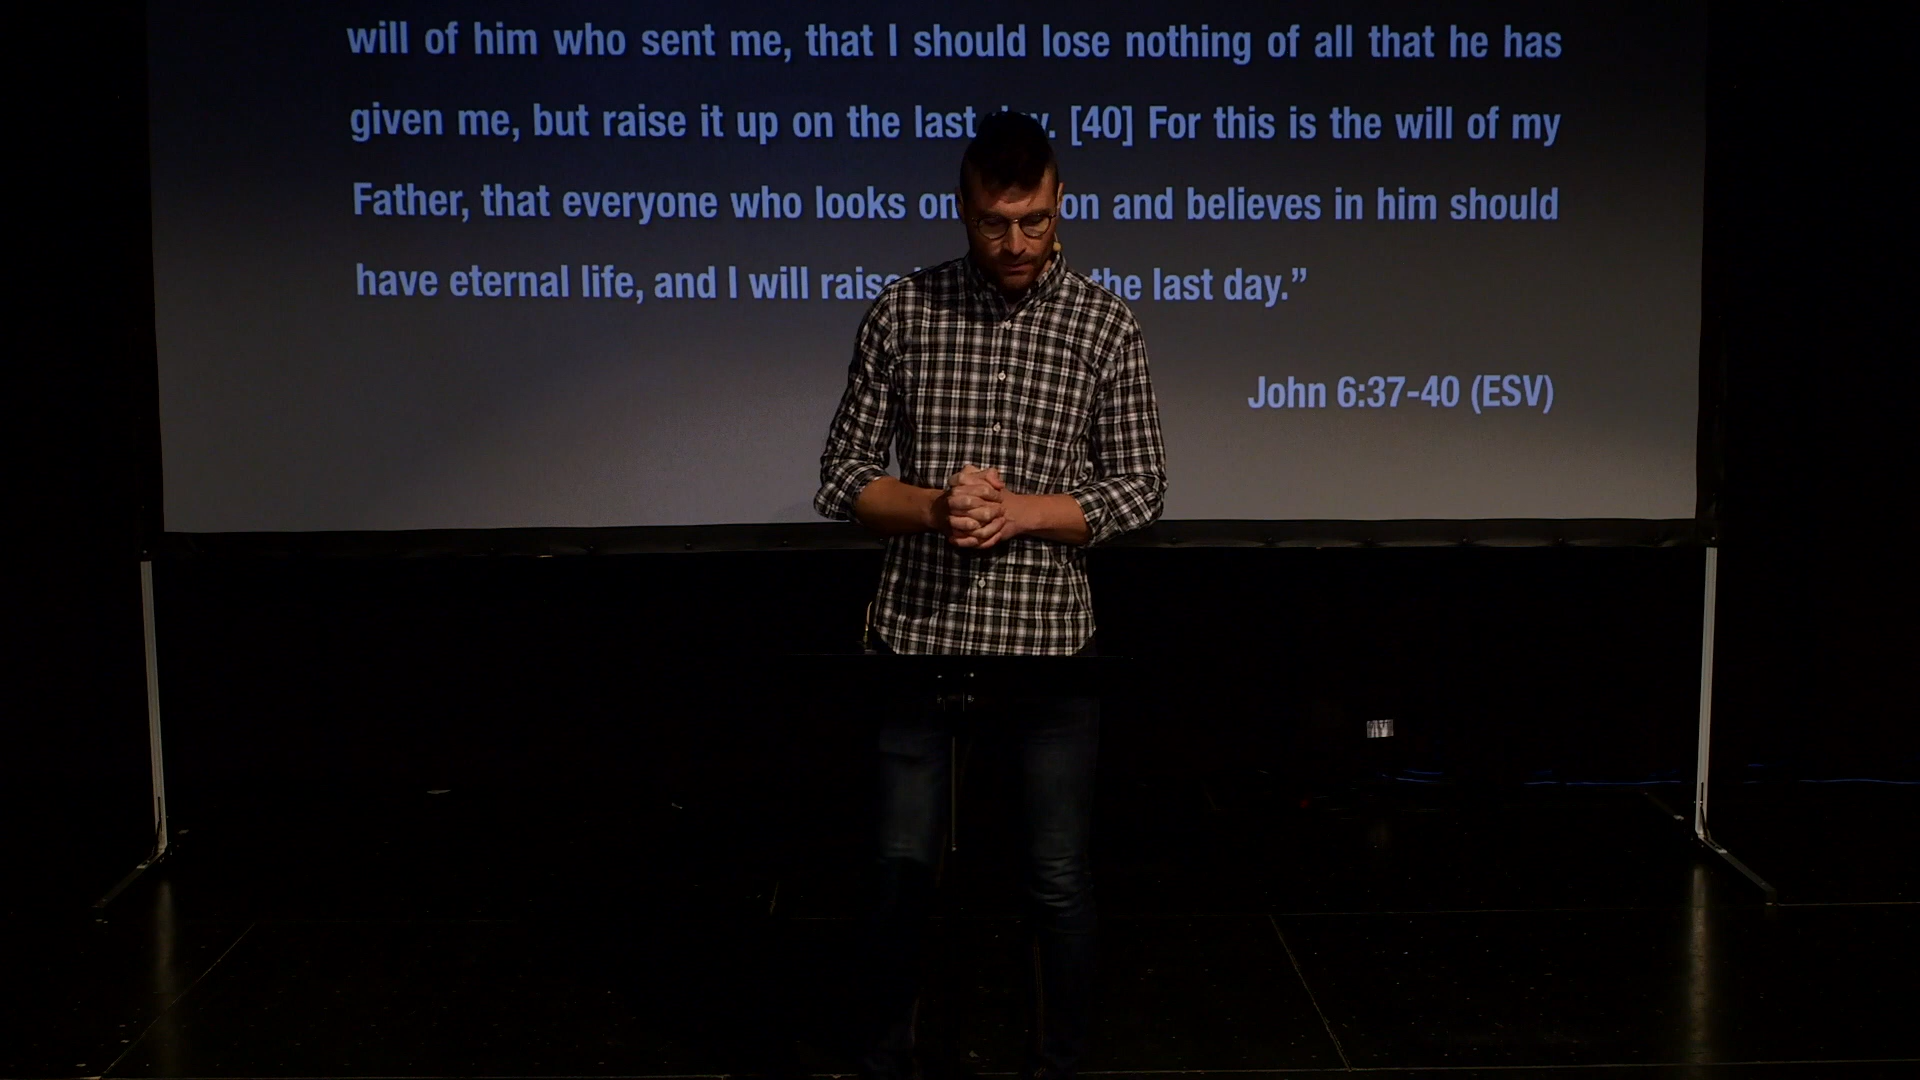 will of him who sent me, that I should lose nothing of all that he has
given me, but raise it up on the last day. [40] For this is the will of my
Father, that everyone who looks on on and believes in him should
have eternal life, and I will raise the last day.”
John 6:37-40 (ESV)